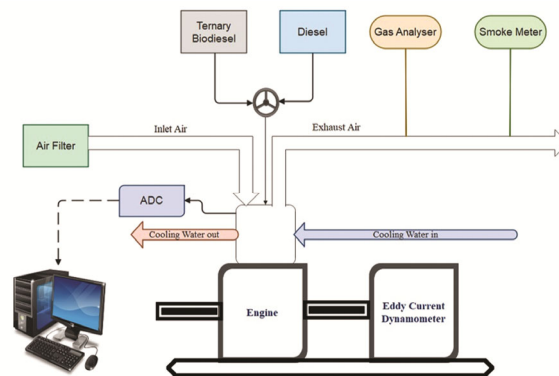 Ternary
Biodiesel
Diesel
Gas Analyser
Smoke Meter
Inlet Air
Exhaust Air
Air Filter
ADC
Cooling Water out
Cooling Water in
Engine
Eddy Current
Dynamometer